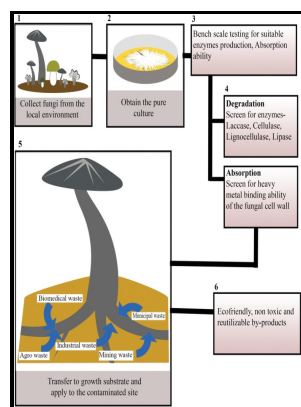 1
Collect fungi from the
local environment
2
Obtain the pure
culture
3
Bench scale testing for suitable
enzymes production, Absorption
ability
4
Degradation
Screen for enzymes-
Laccase, Cellulase,
Lignocellulase, Lipase
Absorption
Screen for heavy
metal binding ability
of the fungal cell wall
5
Biomedical waste
Municipal waste
Industrial waste
Agro waste
Mining waste
Transfer to growth substrate and
apply to the contaminated site
6
Ecofriendly, non toxic and
reutilizable by-products